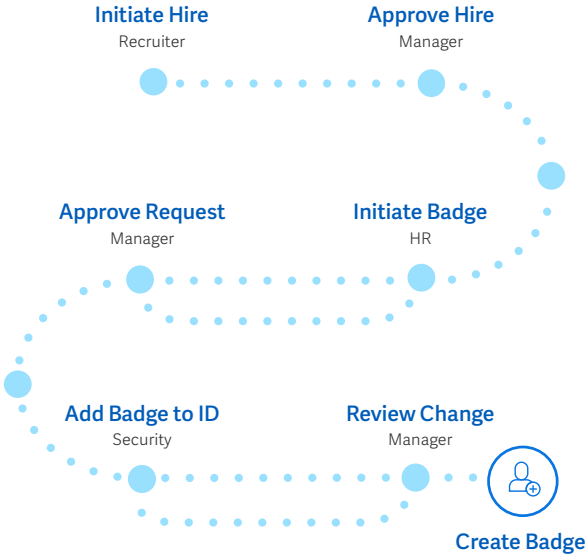 Initiate Hire
Recruiter
Approve Hire
Manager
Approve Request
Manager
Initiate Badge
HR
Add Badge to ID
Security
Review Change
Manager
Create Badge